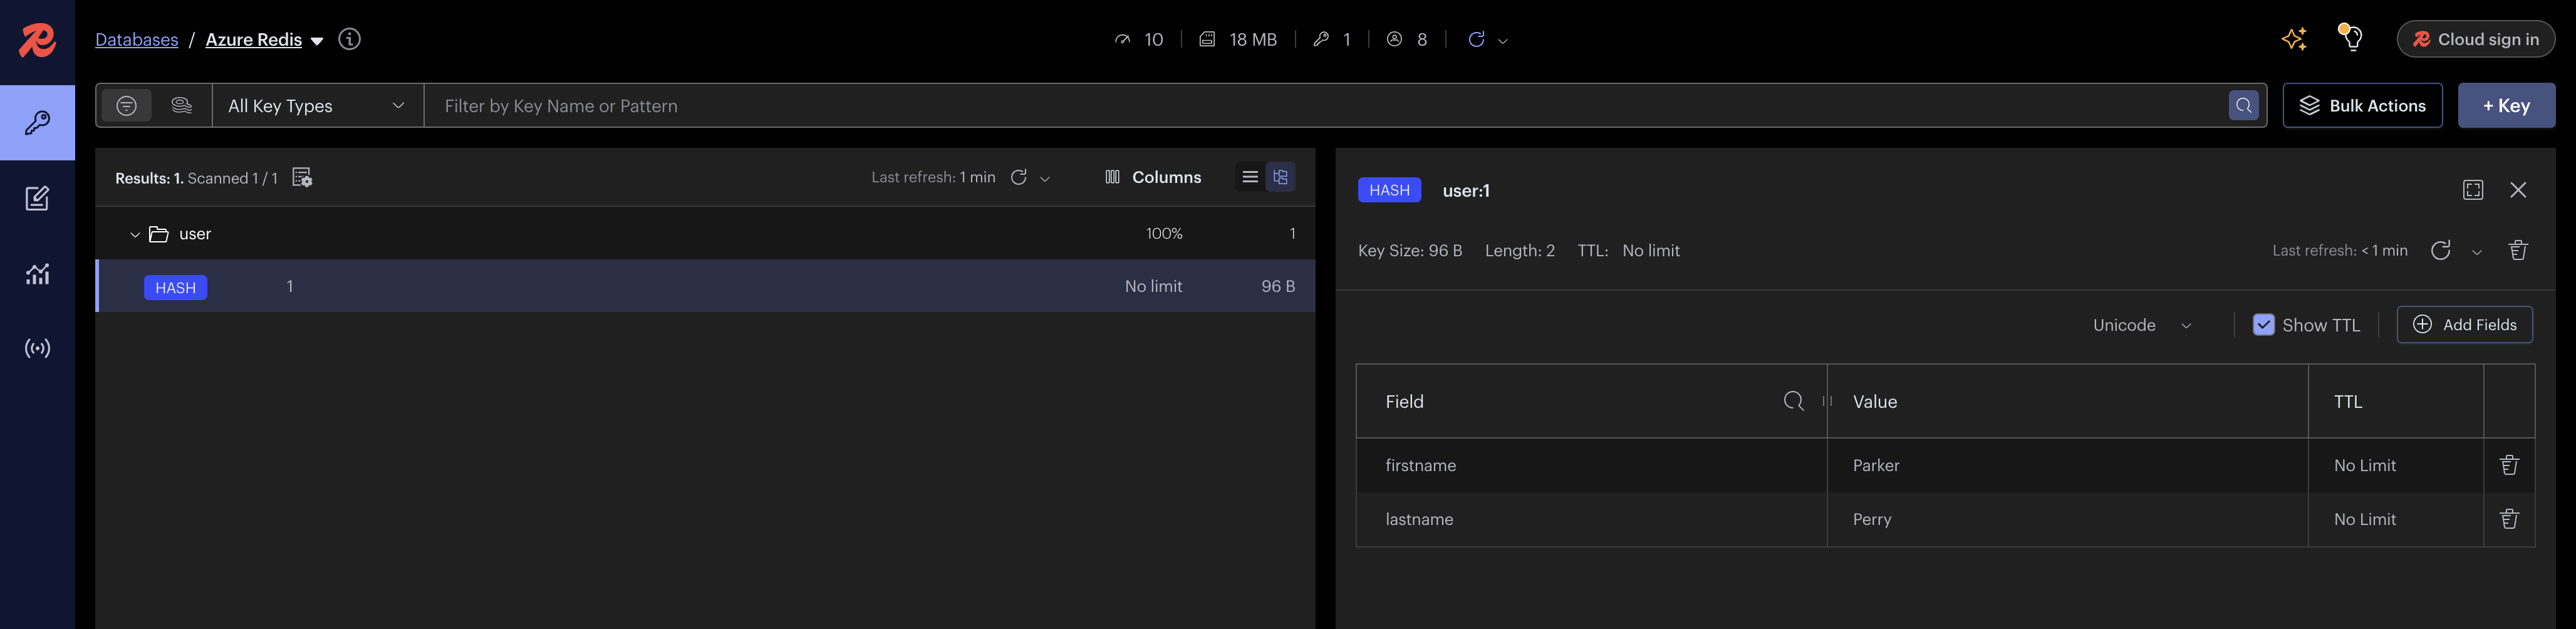 Databases / Azure Redis
10 18 MB 1 8
Cloud sign in
All Key Types
Filter by Key Name or Pattern
Bulk Actions
+ Key
Results: 1. Scanned 1 / 1
Last refresh: 1 min
Columns
user 100% 1
HASH 1 No limit 96 B
HASH user:1
Key Size: 96 B Length: 2 TTL: No limit
Last refresh: < 1 min
Unicode Show TTL Add Fields
Field Value TTL
firstname Parker No Limit
lastname Perry No Limit